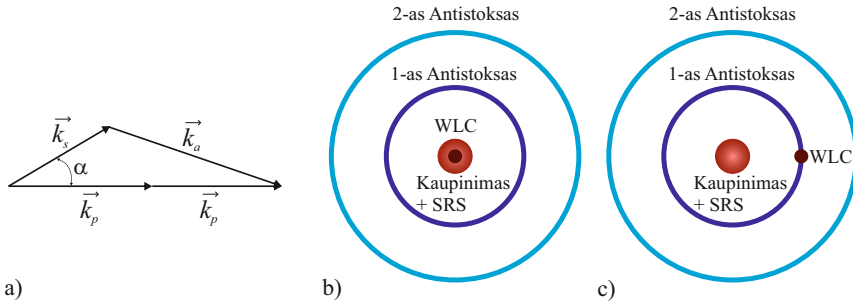 k_s
α
k_a
k_p
k_p
a)
2-as Antistoksas
1-as Antistoksas
WLC
Kaupinimas
+ SRS
b)
2-as Antistoksas
1-as Antistoksas
WLC
Kaupinimas
+ SRS
c)